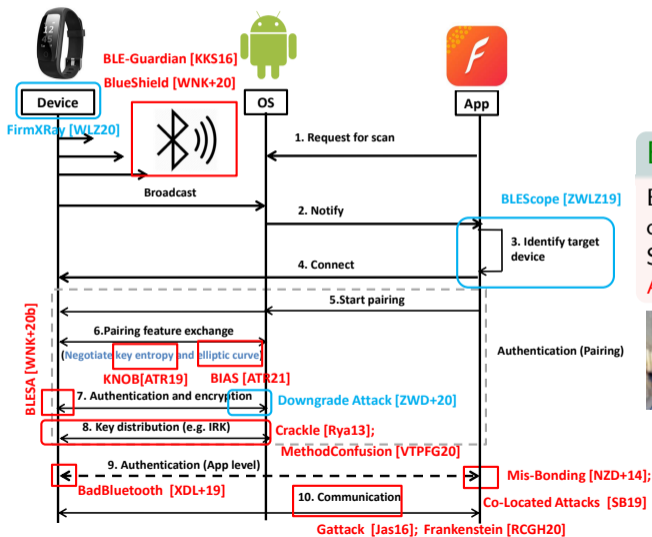 BLE-Guardian [KKS16]
BlueShield [WNK+20]
Device
OS
App
FirmXRay [WLZ20]
1. Request for scan
Broadcast
BLEScope [ZWLZ19]
2. Notify
3. Identify target
device
4. Connect
5.Start pairing
6.Pairing feature exchange
(Negotiate key entropy and elliptic curve)
KNOB[ATR19]
BIAS [ATR21]
Authentication (Pairing)
BLESA [WNK+20b]
7. Authentication and encryption
Downgrade Attack [ZWD+20]
8. Key distribution (e.g. IRK)
Crackle [Rya13];
MethodConfusion [VTPFG20]
9. Authentication (App level)
Mis-Bonding [NZD+14];
BadBluetooth [XDL+19]
10. Communication
Co-Located Attacks [SB19]
Gattack [Jas16]; Frankenstein [RCGH20]